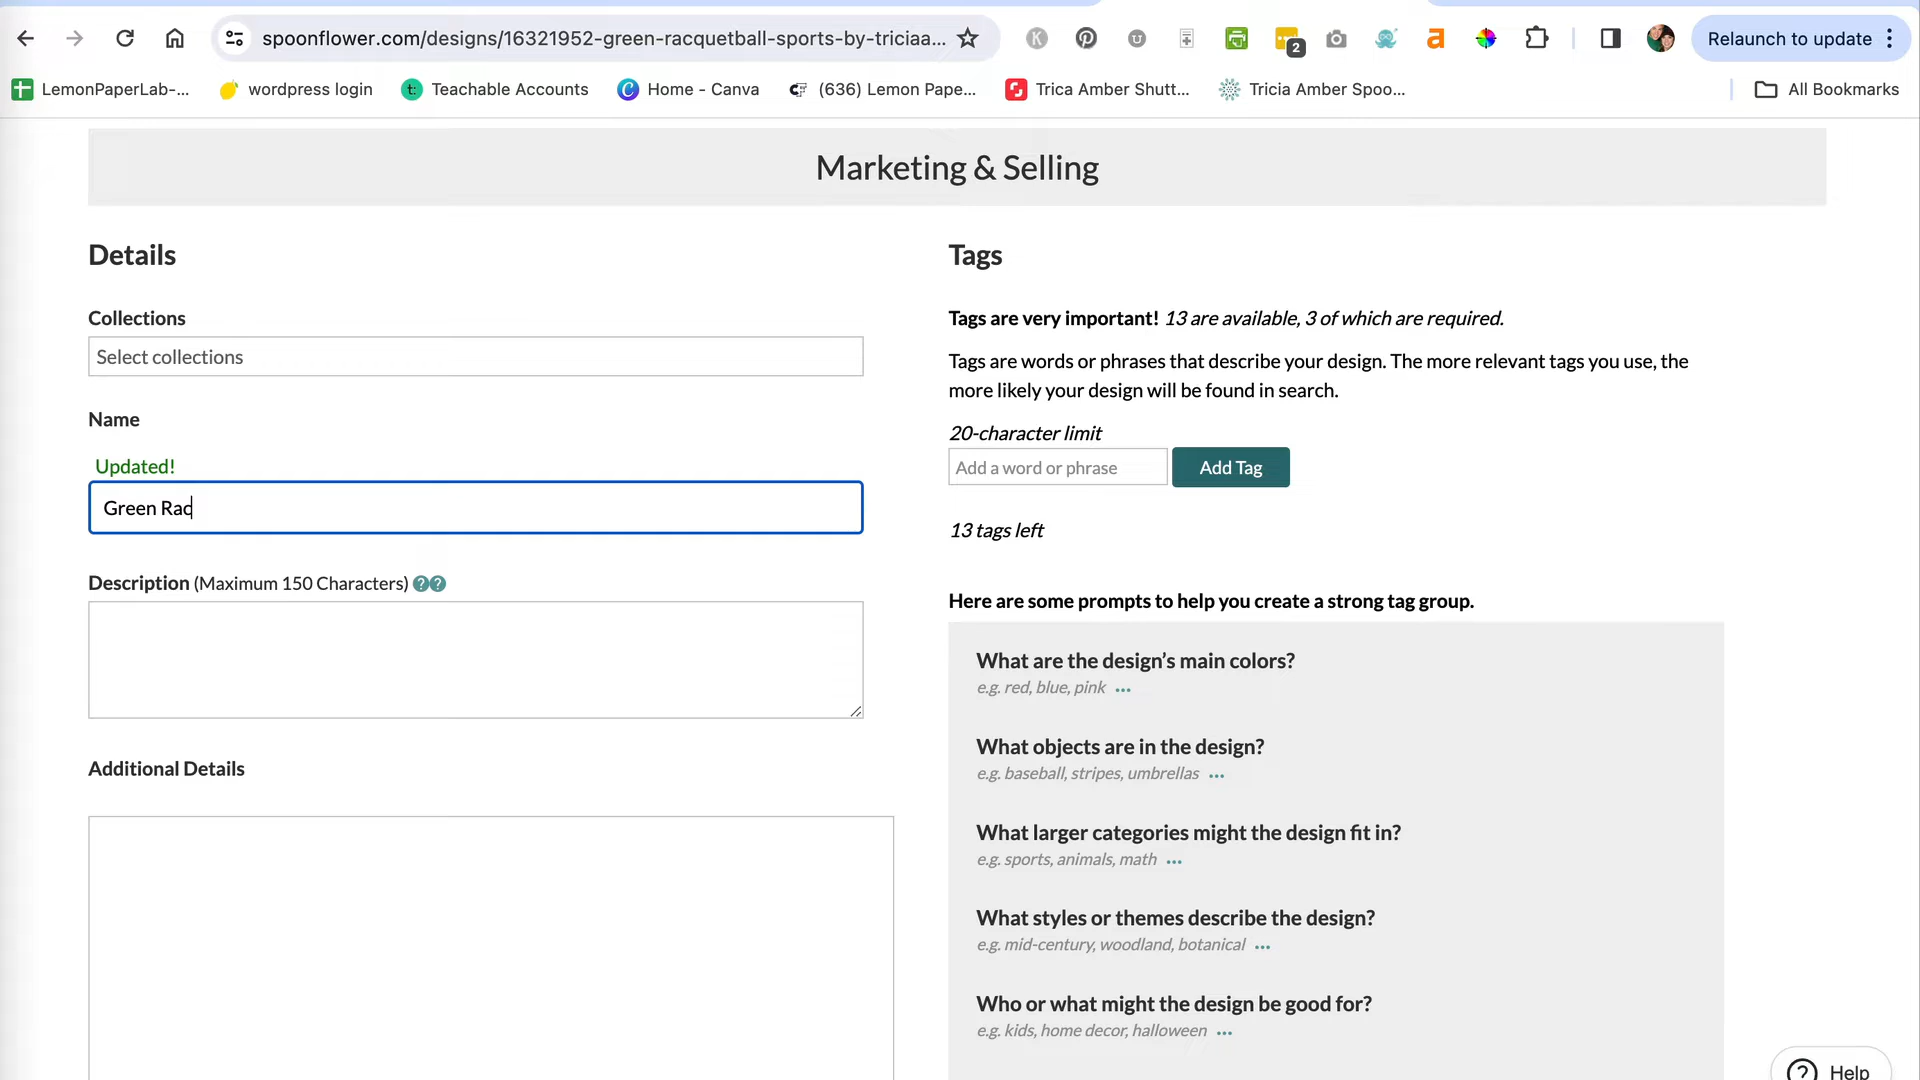 spoonflower.com/designs/16321952-green-racquetball-sports-by-triciaa...
2
Relaunch to update
LemonPaperLab-...
wordpress login
t:
Teachable Accounts
Home - Canva
(636) Lemon Pape...
Trica Amber Shutt...
Tricia Amber Spoo...
All Bookmarks
Marketing & Selling
Details
Collections
Select collections
Name
Updated!
Green Rac
Description (Maximum 150 Characters) ??
Additional Details
Tags
Tags are very important! 13 are available, 3 of which are required.
Tags are words or phrases that describe your design. The more relevant tags you use, the
more likely your design will be found in search.
20-character limit
Add a word or phrase
Add Tag
13 tags left
Here are some prompts to help you create a strong tag group.
What are the design’s main colors?
e.g. red, blue, pink ...
What objects are in the design?
e.g. baseball, stripes, umbrellas ...
What larger categories might the design fit in?
e.g. sports, animals, math ...
What styles or themes describe the design?
e.g. mid-century, woodland, botanical ...
Who or what might the design be good for?
e.g. kids, home decor, halloween ...
? Help